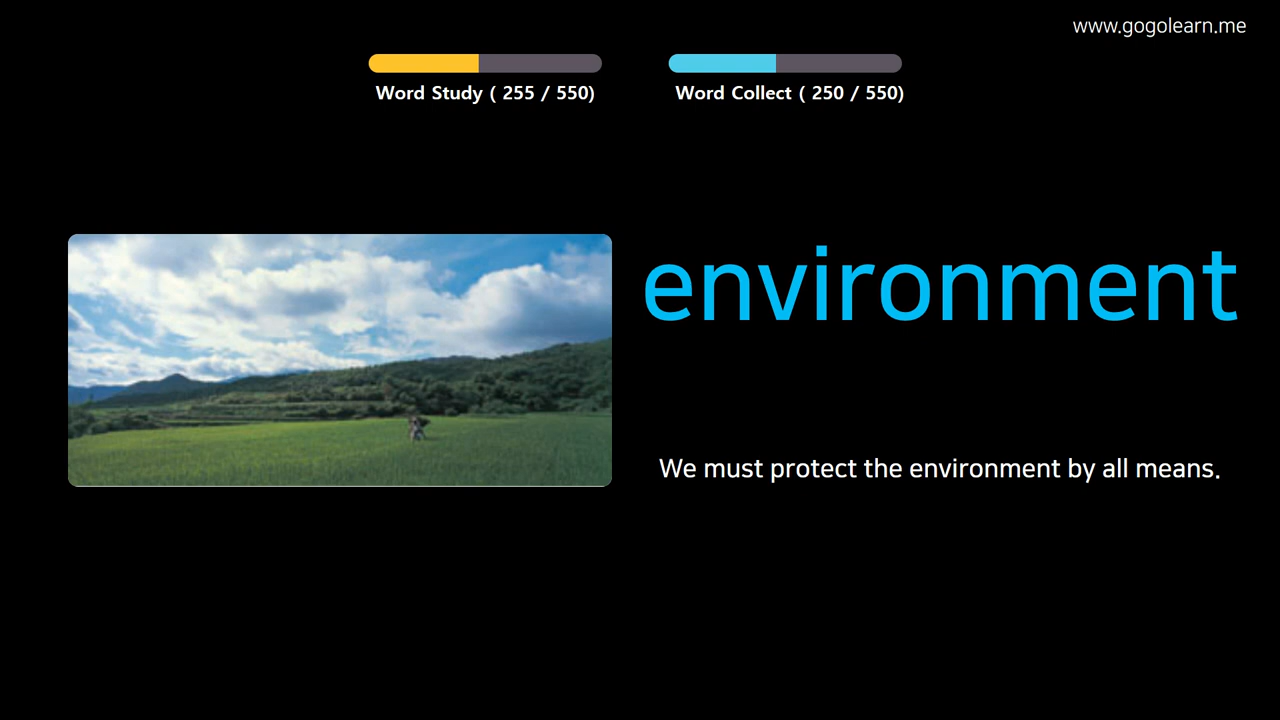 www.gogolearn.me
Word Study ( 255 / 550)
Word Collect ( 250 / 550)
environment
We must protect the environment by all means.